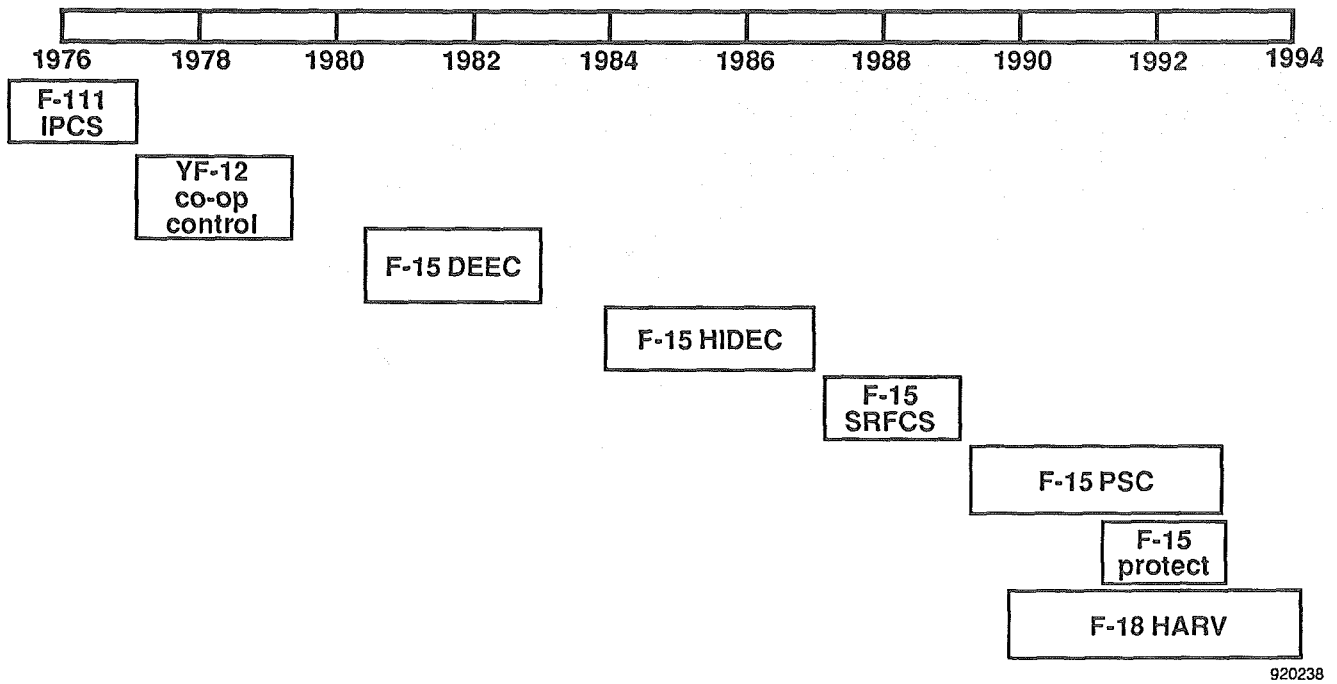 1976 1978 1980 1982 1984 1986 1988 1990 1992 1994
F-111
IPCS
YF-12
co-op
control
F-15 DEEC
F-15 HIDEC
F-15
SRFCS
F-15 PSC
F-15
protect
F-18 HARV
920238